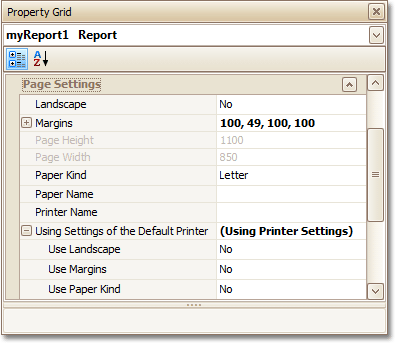 Property Grid
myReport1 Report
A
Z
Page Settings
Landscape No
Margins 100, 49, 100, 100
Page Height 1100
Page Width 850
Paper Kind Letter
Paper Name
Printer Name
Using Settings of the Default Printer (Using Printer Settings)
Use Landscape No
Use Margins No
Use Paper Kind No